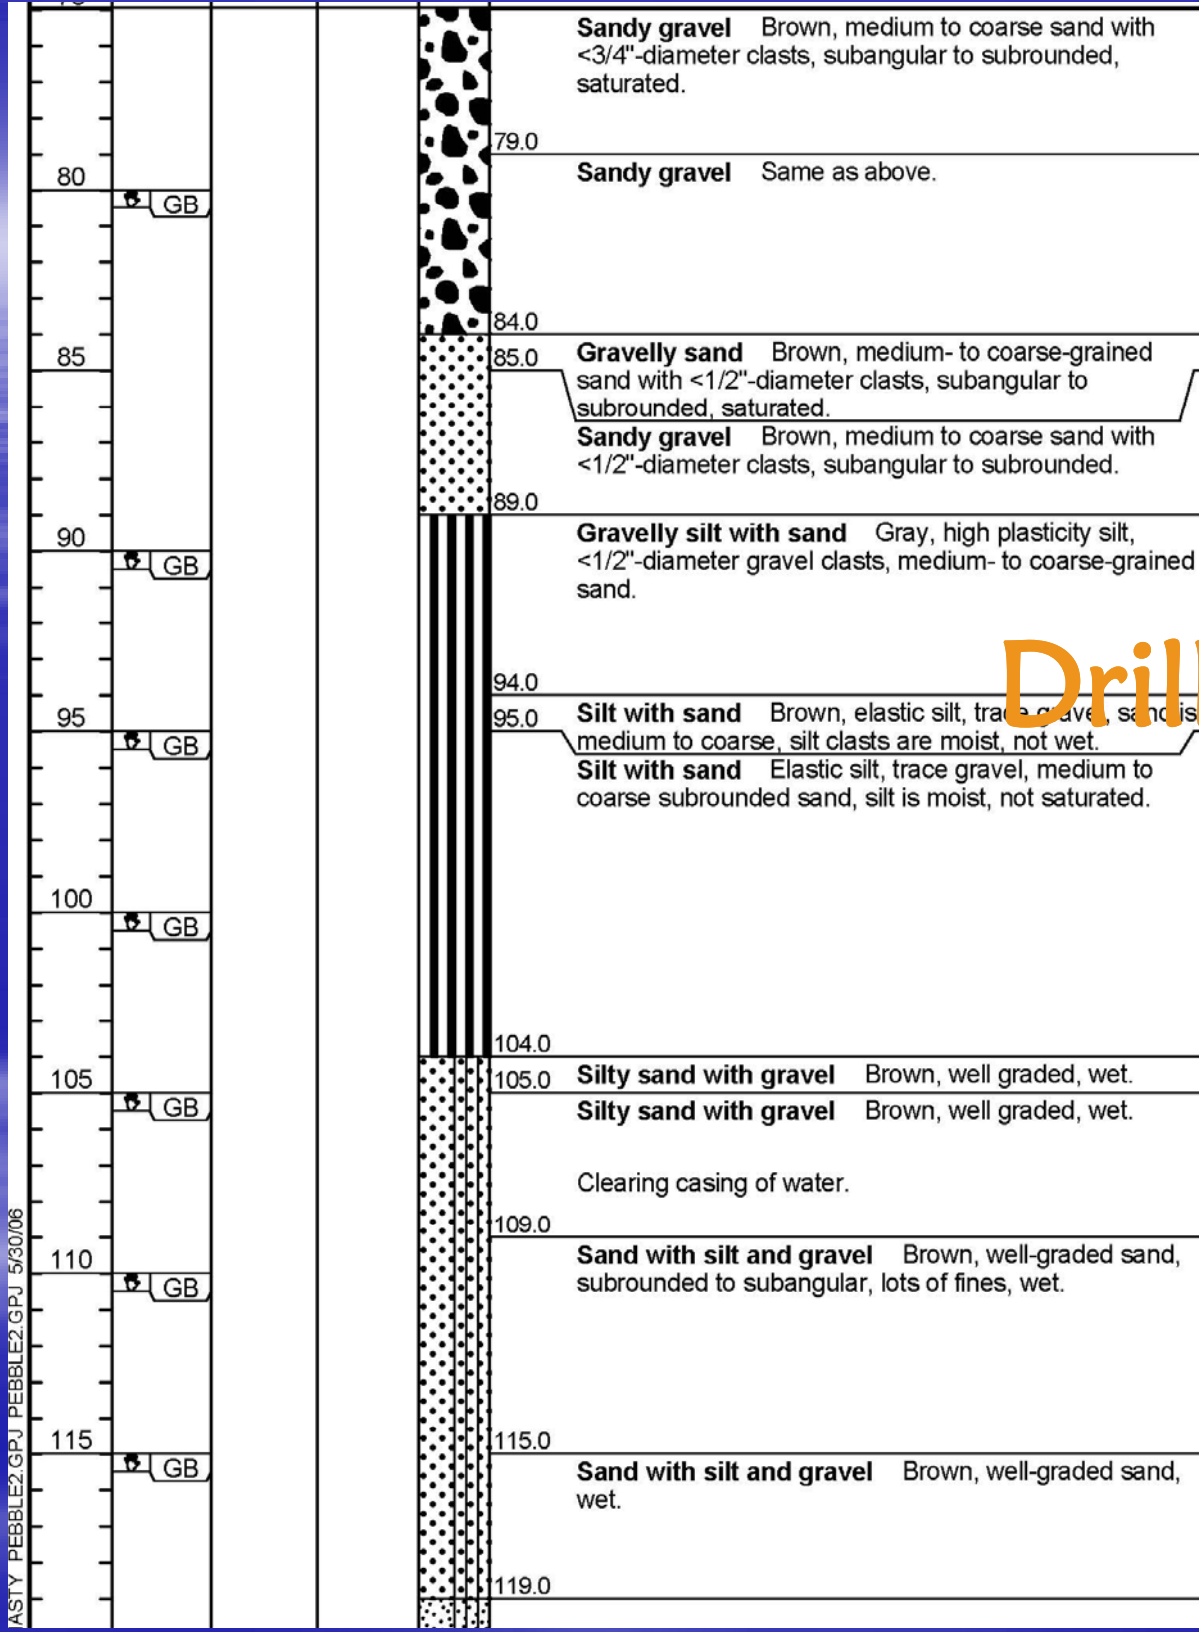 Sandy gravel Brown, medium to coarse sand with
<3/4"-diameter clasts, subangular to subrounded,
saturated.
79.0
80
GB
Sandy gravel Same as above.
84.0
85
85.0
Gravelly sand Brown, medium- to coarse-grained
sand with <1/2"-diameter clasts, subangular to
subrounded, saturated.
Sandy gravel Brown, medium to coarse sand with
<1/2"-diameter clasts, subangular to subrounded.
89.0
90
GB
Gravelly silt with sand Gray, high plasticity silt,
<1/2"-diameter gravel clasts, medium- to coarse-grained
sand.
Drill
94.0
95
95.0
GB
Silt with sand Brown, elastic silt, trace gravel, sand is
medium to coarse, silt clasts are moist, not wet.
Silt with sand Elastic silt, trace gravel, medium to
coarse subrounded sand, silt is moist, not saturated.
100
GB
104.0
105
105.0
GB
Silty sand with gravel Brown, well graded, wet.
Silty sand with gravel Brown, well graded, wet.
Clearing casing of water.
109.0
110
GB
Sand with silt and gravel Brown, well-graded sand,
subrounded to subangular, lots of fines, wet.
115
115.0
GB
Sand with silt and gravel Brown, well-graded sand,
wet.
119.0
ASTY PEBBLE2.GPJ PEBBLE2.GPJ 5/30/06